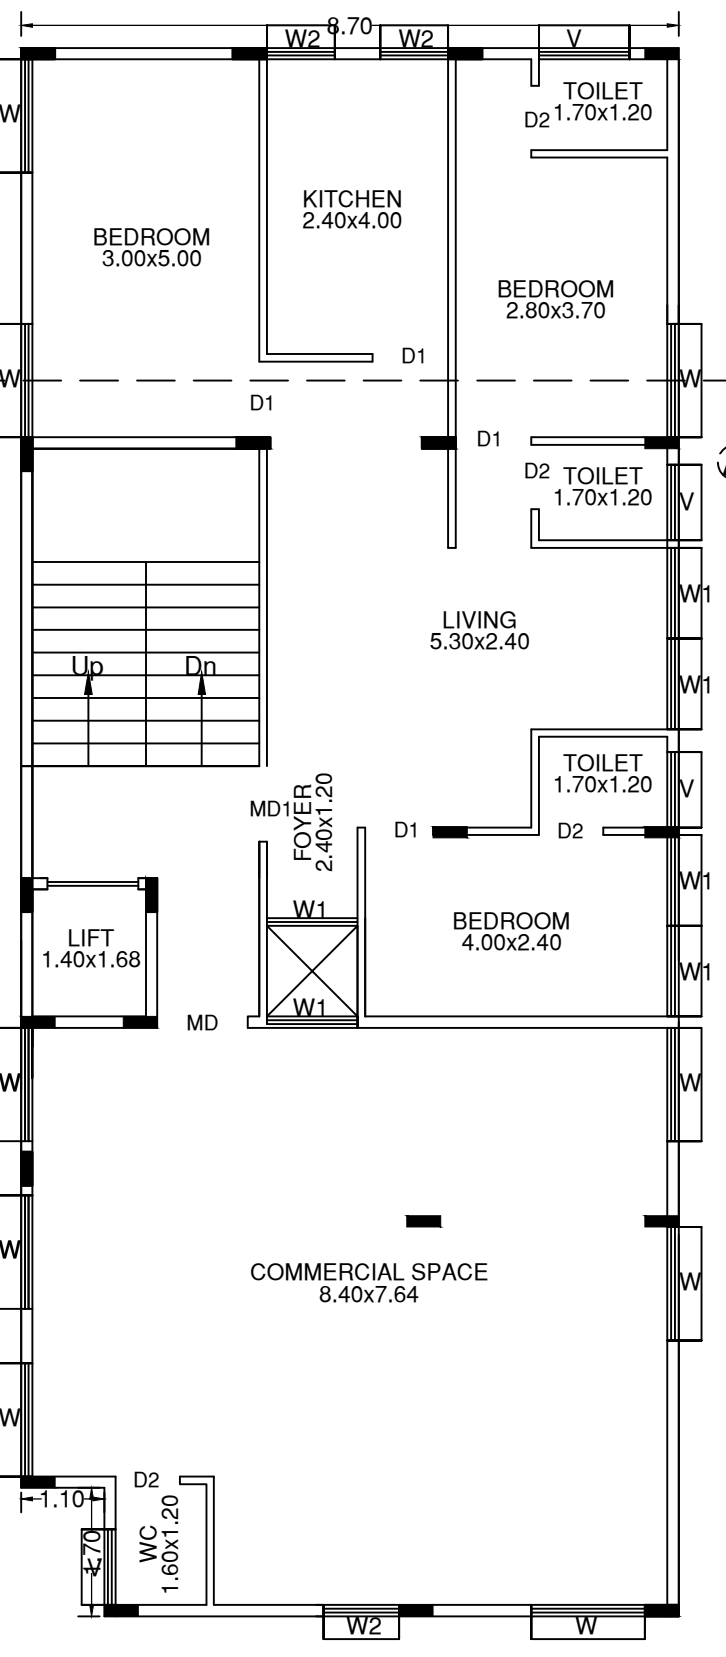 8.70
W2
W2
V
TOILET
1.70x1.20
D2
W
KITCHEN
2.40x4.00
BEDROOM
3.00x5.00
BEDROOM
2.80x3.70
D1
W
W
D1
D1
D2
TOILET
1.70x1.20
V
W1
LIVING
5.30x2.40
Up
Dn
W1
TOILET
1.70x1.20
V
MD1
FOYER
2.40x1.20
D1
D2
W1
W1
BEDROOM
4.00x2.40
LIFT
1.40x1.68
W1
W1
MD
W
W
W
COMMERCIAL SPACE
8.40x7.64
W
W
D2
1.10
WC
1.60x1.20
V
W2
W